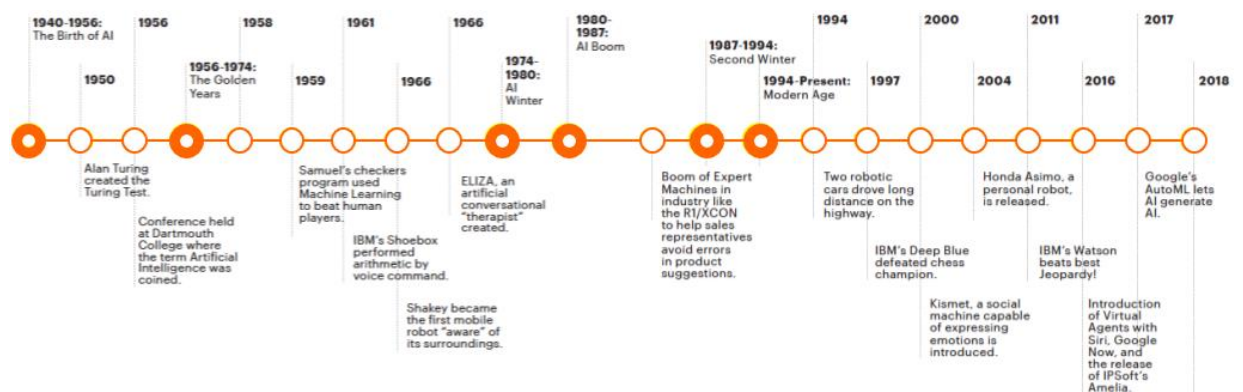 1940-1956:
The Birth of AI
1950
1956
1956-1974:
The Golden
Years
1958
1959
1961
1966
1966
1974-
1980:
AI
Winter
1980-
1987:
AI Boom
1987-1994:
Second Winter
1994-Present:
Modern Age
1994
1997
2000
2004
2011
2016
2017
2018
Alan Turing
created the
Turing Test.
Conference held
at Dartmouth
College where
the term Artificial
Intelligence was
coined.
Samuel's checkers
program used
Machine Learning
to beat human
players.
IBM's Shoebox
performed
arithmetic by
voice command.
Shakey became
the first mobile
robot "aware" of
its surroundings.
ELIZA, an
artificial
conversational
"therapist"
created.
Boom of Expert
Machines in
industry like
the R1/XCON
to help sales
representatives
avoid errors
in product
suggestions.
Two robotic
cars drove long
distance on the
highway.
IBM's Deep Blue
defeated chess
champion.
Kismet, a social
machine capable
of expressing
emotions is
introduced.
Honda Asimo, a
personal robot,
is released.
IBM's Watson
beats best
Jeopardy!
Introduction
of Virtual
Agents with
Siri, Google
Now, and
the release
of IPSoft's
Amelia.
Google's
AutoML lets
AI generate
AI.